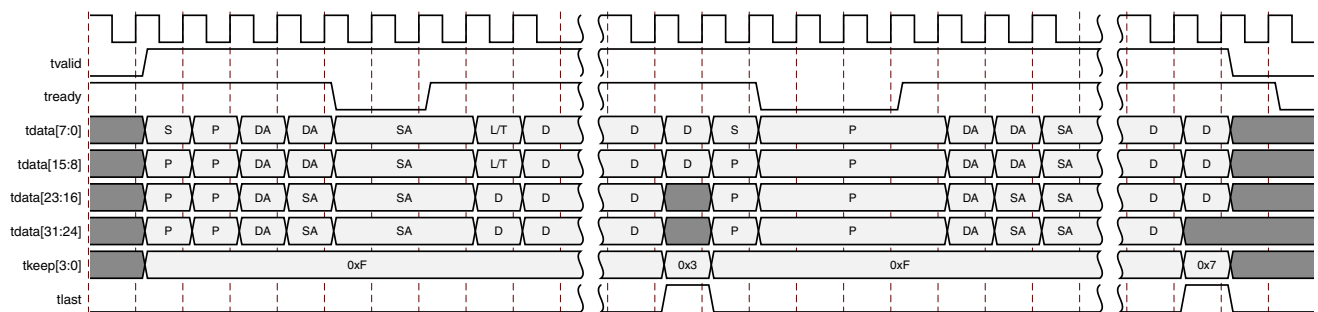 tvalid
tready
tdata[7:0] S P DA DA SA L/T D D D S P DA DA SA D D
tdata[15:8] P P DA DA SA L/T D D D P P DA DA SA D D
tdata[23:16] P P DA SA SA D D D P P DA SA SA D D
tdata[31:24] P P DA SA SA D D D P P DA SA SA D
tkeep[3:0] 0xF 0x3 0xF 0x7
tlast